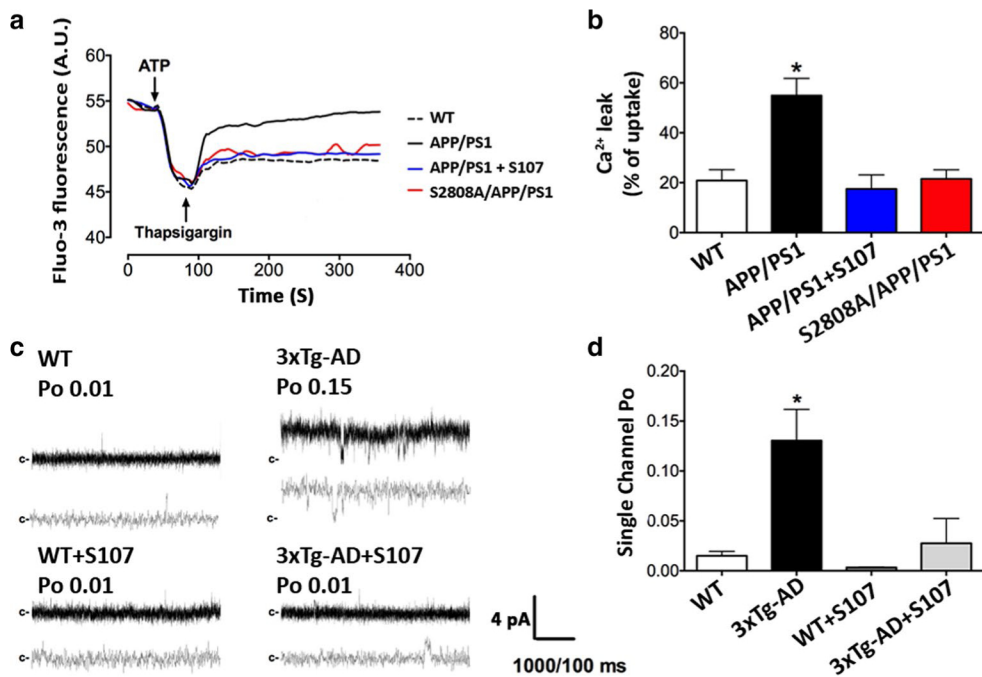 a
Fluo-3 fluorescence (A.U.)
60
55
50
45
40
ATP
Thapsigargin
0
100
200
300
400
Time (S)
WT
APP/PS1
APP/PS1 + S107
S2808A/APP/PS1
b
Ca²⁺ leak
(% of uptake)
80
60
40
20
0
*
WT
APP/PS1
APP/PS1+S107
S2808A/APP/PS1
c
WT
Po 0.01
c-
c-
3xTg-AD
Po 0.15
c-
c-
WT+S107
Po 0.01
c-
c-
3xTg-AD+S107
Po 0.01
c-
c-
4 pA
1000/100 ms
d
Single Channel Po
0.20
0.15
0.10
0.05
0.00
*
WT
3xTg-AD
WT+S107
3xTg-AD+S107